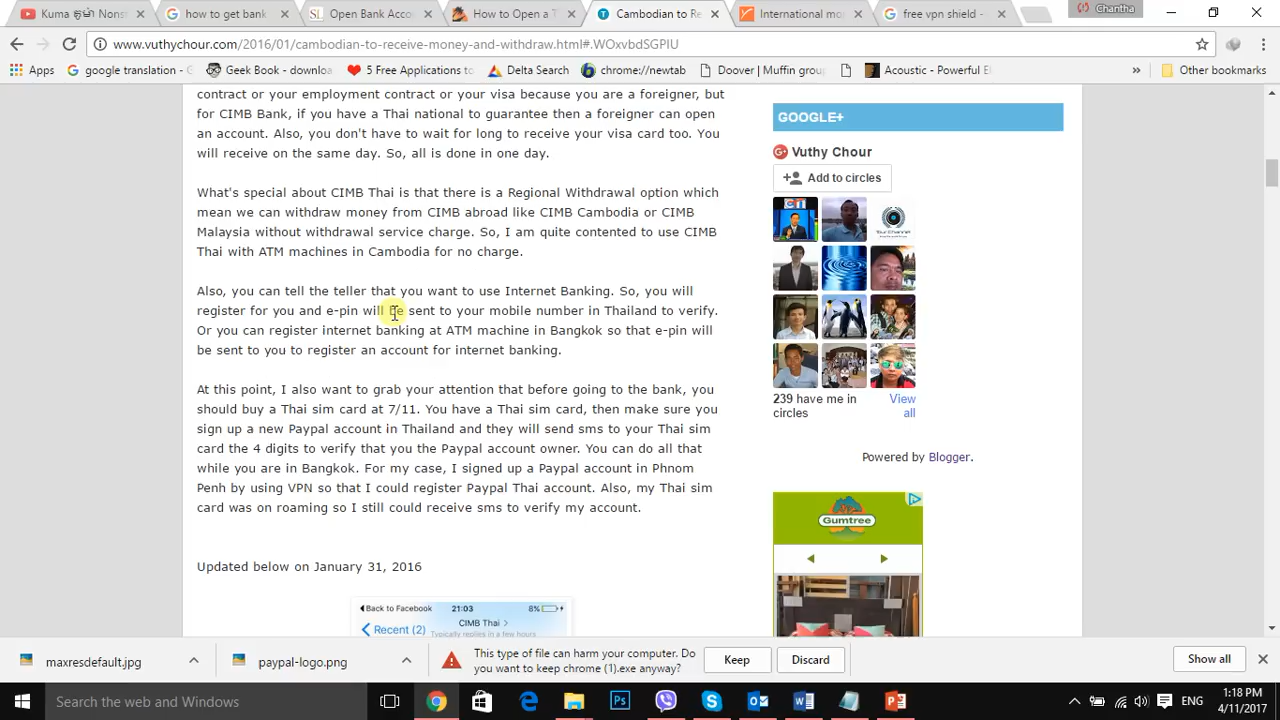 Kuma ផ្កា Nonst
how to get bank
Open Bank Acco
How to Open a T
Cambodian to Re
International mo
free vpn shield -
Chantha
www.vuthychour.com/2016/01/cambodian-to-receive-money-and-withdraw.html#.WOxvbdSGPIU
Apps
google translation - G
Geek Book - downloa
5 Free Applications T
Delta Search
chrome://newtab
Doover | Muffin group
Acoustic - Powerful El
»
Other bookmarks
contract or your employment contract or your visa because you are a foreigner, but
for CIMB Bank, if you have a Thai national to guarantee then a foreigner can open
an account. Also, you don't have to wait for long to receive your visa card too. You
will receive on the same day. So, all is done in one day.
What's special about CIMB Thai is that there is a Regional Withdrawal option which
mean we can withdraw money from CIMB abroad like CIMB Cambodia or CIMB
Malaysia without withdrawal service charge. So, I am quite contented to use CIMB
Thai with ATM machines in Cambodia for no charge.
Also, you can tell the teller that you want to use Internet Banking. So, you will
register for you and e-pin will be sent to your mobile number in Thailand to verify.
Or you can register internet banking at ATM machine in Bangkok so that e-pin will
be sent to you to register an account for internet banking.
At this point, I also want to grab your attention that before going to the bank, you
should buy a Thai sim card at 7/11. You have a Thai sim card, then make sure you
sign up a new Paypal account in Thailand and they will send sms to your Thai sim
card the 4 digits to verify that you the Paypal account owner. You can do all that
while you are in Bangkok. For my case, I signed up a Paypal account in Phnom
Penh by using VPN so that I could register Paypal Thai account. Also, my Thai sim
card was on roaming so I still could receive sms to verify my account.
Updated below on January 31, 2016
Back to Facebook
21:03
8%
CIMB Thai
Recent (2)
Typically replies in a few hours
GOOGLE+
Vuthy Chour
Add to circles
239 have me in
circles
View
all
Powered by Blogger.
Gumtree
maxresdefault.jpg
paypal-logo.png
This type of file can harm your computer. Do
you want to keep chrome (1).exe anyway?
Keep
Discard
Show all
Search the web and Windows
ENG
1:18 PM
4/11/2017